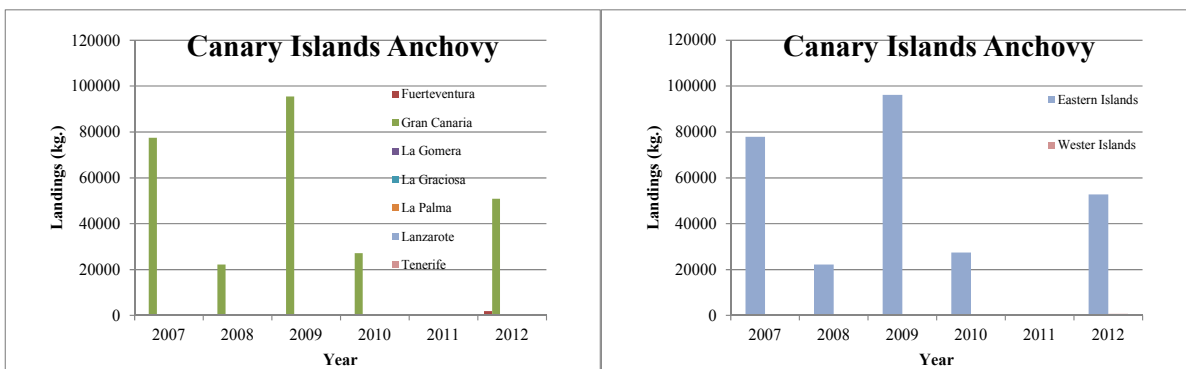 Canary Islands Anchovy
120000
100000
80000
60000
40000
20000
0
Landings (kg.)
Fuerteventura
Gran Canaria
La Gomera
La Graciosa
La Palma
Lanzarote
Tenerife
2007 2008 2009 2010 2011 2012
Year
Canary Islands Anchovy
120000
100000
80000
60000
40000
20000
0
Landings (kg.)
Eastern Islands
Wester Islands
2007 2008 2009 2010 2011 2012
Year